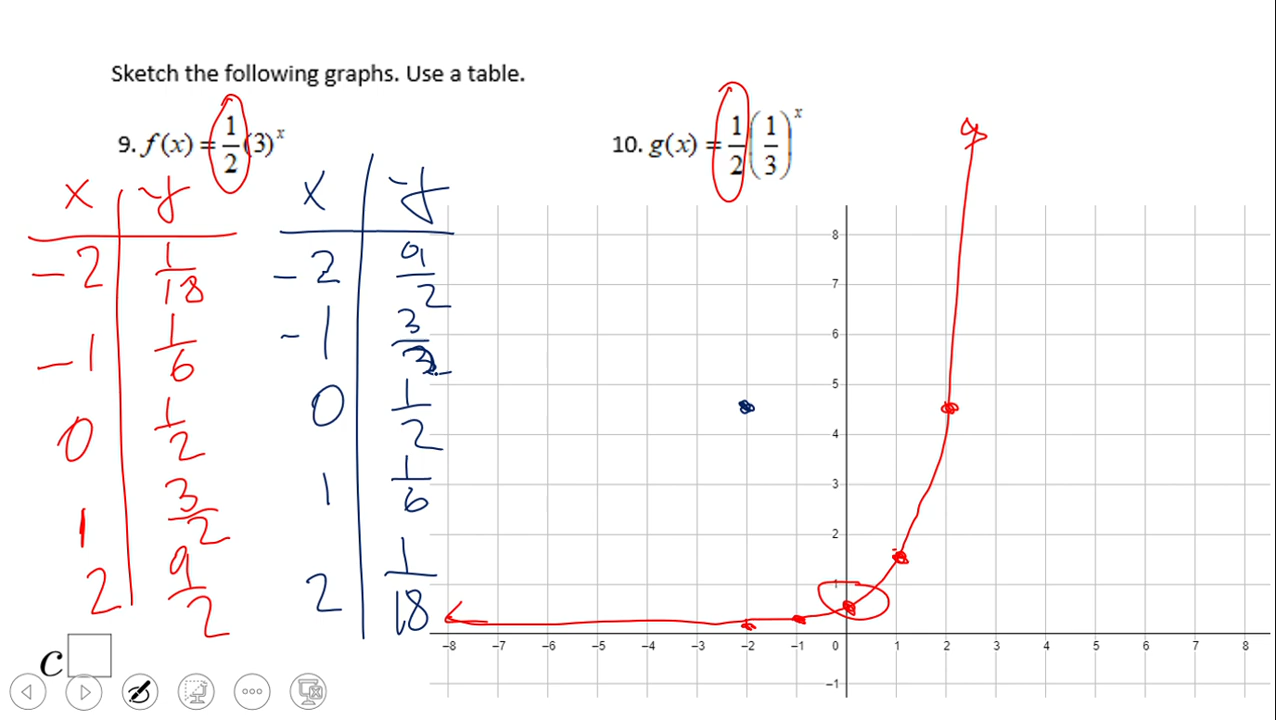 Sketch the following graphs. Use a table.
9. f(x) = 1/2 (3)^x
10. g(x) = 1/2 (1/3)^x
x | y
-2 | 1/18
-1 | 1/6
0 | 1/2
1 | 3/2
2 | 9/2
x | y
-2 | 9/2
-1 | 3/2
0 | 1/2
1 | 1/6
2 | 1/18
8
7
6
5
4
3
2
1
-8 -7 -6 -5 -4 -3 -2 -1 0 1 2 3 4 5 6 7 8
-1
c